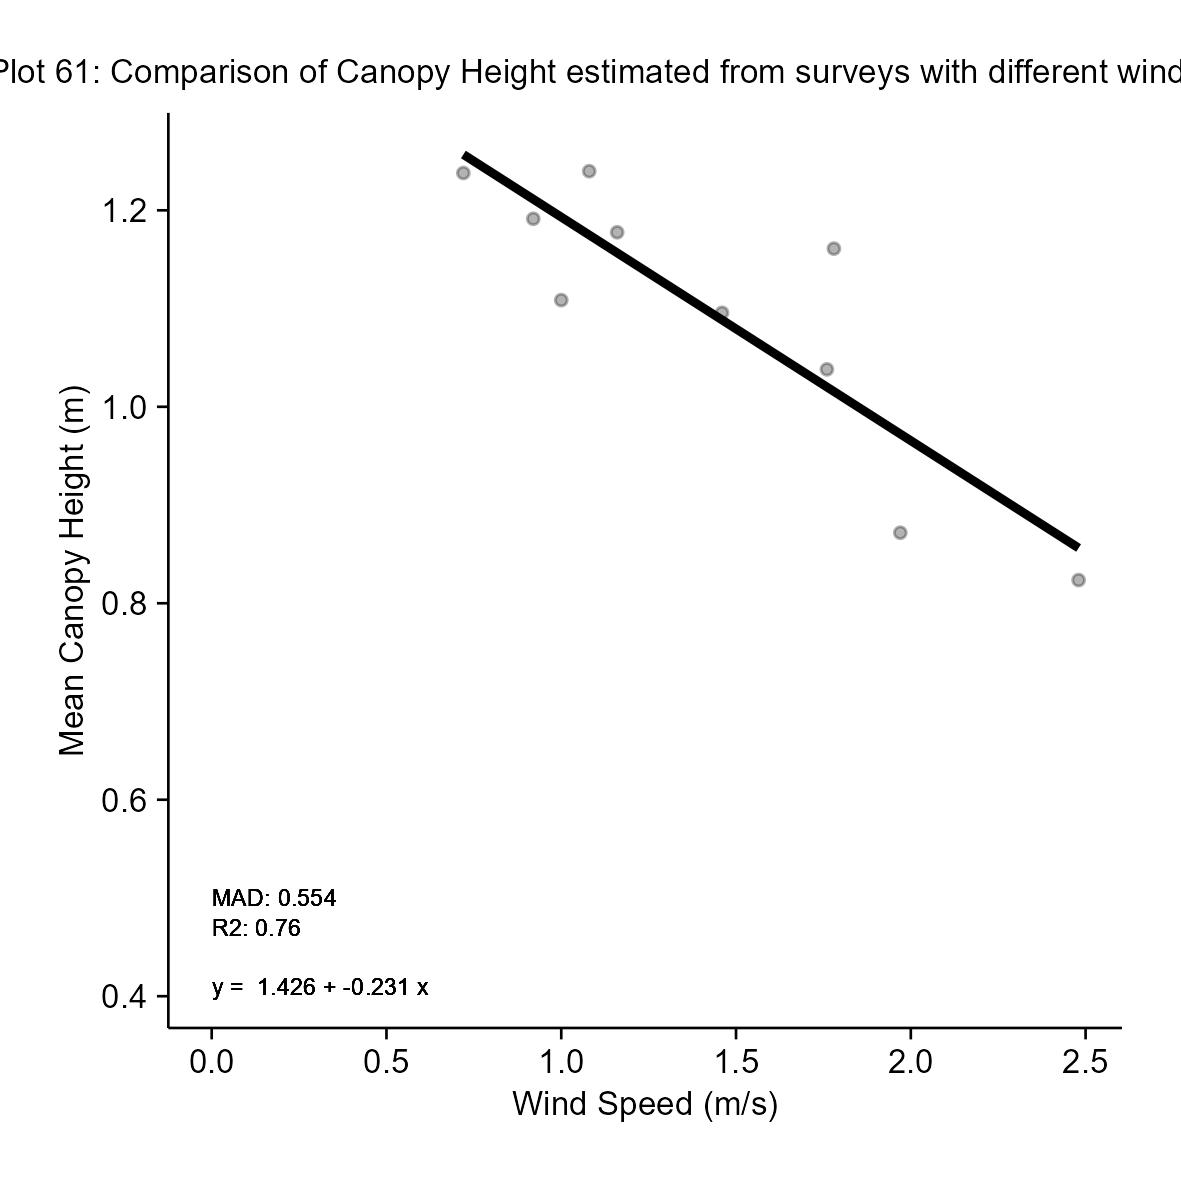 Plot 61: Comparison of Canopy Height estimated from surveys with different wind
1.2
1.0
0.8
0.6
0.4
Mean Canopy Height (m)
MAD: 0.554
R2: 0.76
y =  1.426 + -0.231 x
0.0 0.5 1.0 1.5 2.0 2.5
Wind Speed (m/s)